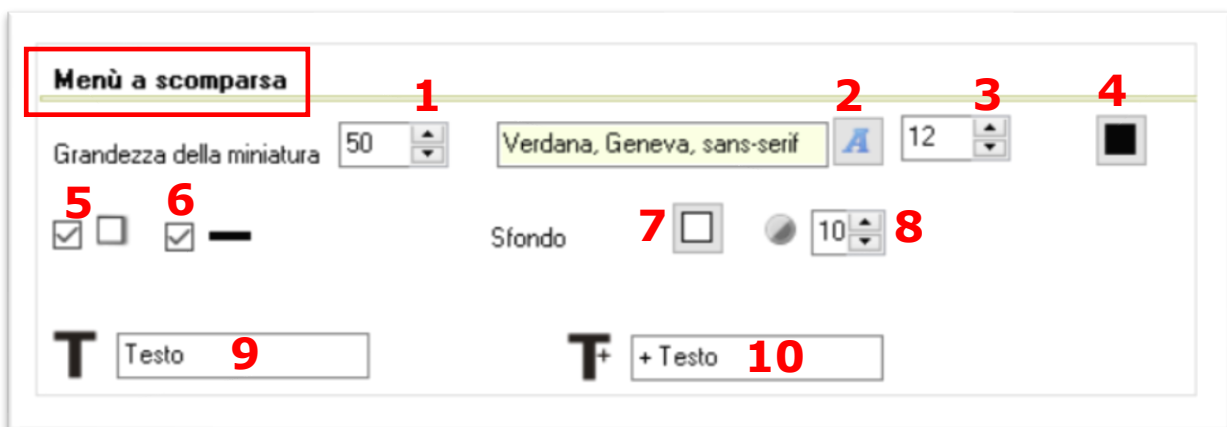 Menù a scomparsa
1 2 3 4
Grandezza della miniatura 50 Verdana, Geneva, sans-serif A 12
5 6
Sfondo 7 10 8
T Testo 9 T+ + Testo 10